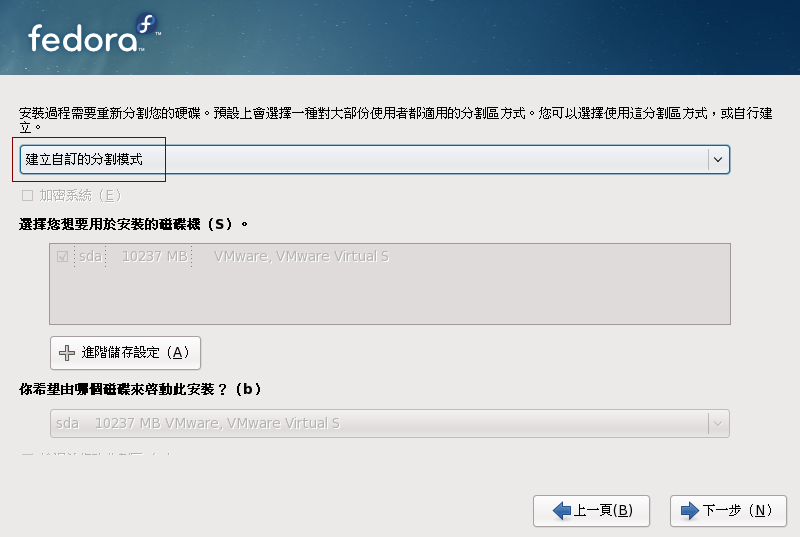 fedora
安裝過程需要重新分割您的硬碟。預設上會選擇一種對大部份使用者都適用的分割區方式。您可以選擇使用這分割區方式，或自行建
立。
建立自訂的分割模式
加密系統（E）
選擇您想要用於安裝的磁碟機（S）。
sda 10237 MB VMware, VMware Virtual S
進階儲存設定（A）
你希望由哪個磁碟來啓動此安裝？（b）
sda 10237 MB VMware, VMware Virtual S
上一頁(B)
下一步（N）